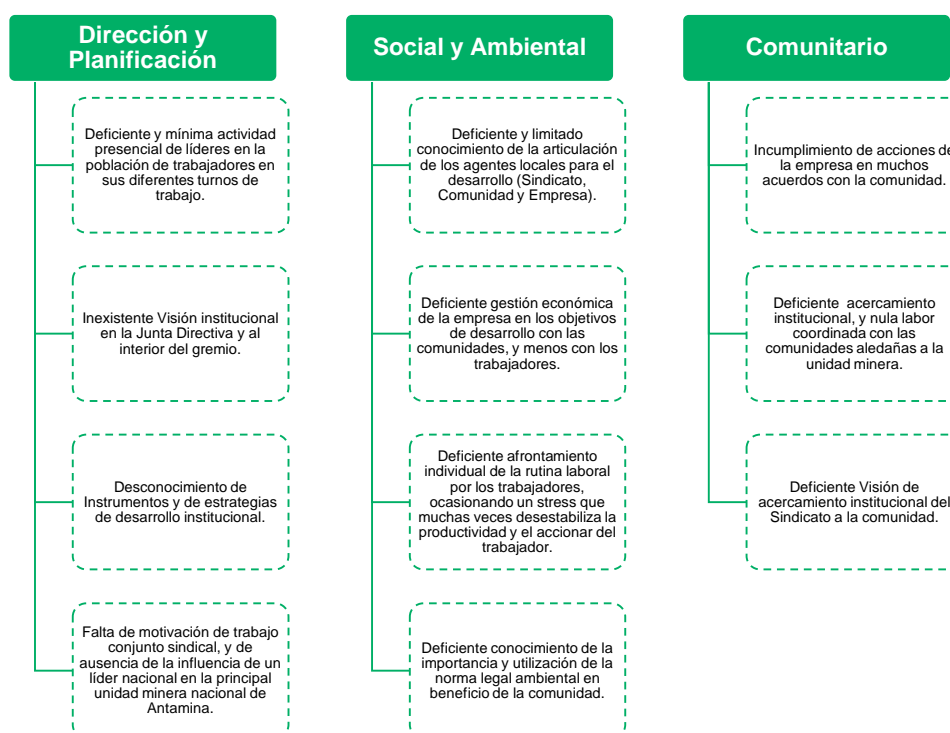 Dirección y
Planificación
Deficiente y mínima actividad
presencial de líderes en la
población de trabajadores en
sus diferentes turnos de
trabajo.
Inexistente Visión institucional
en la Junta Directiva y al
interior del gremio.
Desconocimiento de
Instrumentos y de estrategias
de desarrollo institucional.
Falta de motivación de trabajo
conjunto sindical, y de
ausencia de la influencia de un
líder nacional en la principal
unidad minera nacional de
Antamina.
Social y Ambiental
Deficiente y limitado
conocimiento de la articulación
de los agentes locales para el
desarrollo (Sindicato,
Comunidad y Empresa).
Deficiente gestión económica
de la empresa en los objetivos
de desarrollo con las
comunidades, y menos con los
trabajadores.
Deficiente afrontamiento
individual de la rutina laboral
por los trabajadores,
ocasionando un stress que
muchas veces desestabiliza la
productividad y el accionar del
trabajador.
Deficiente conocimiento de la
importancia y utilización de la
norma legal ambiental en
beneficio de la comunidad.
Comunitario
Incumplimiento de acciones de
la empresa en muchos
acuerdos con la comunidad.
Deficiente acercamiento
institucional, y nula labor
coordinada con las
comunidades aledañas a la
unidad minera.
Deficiente Visión de
acercamiento institucional del
Sindicato a la comunidad.